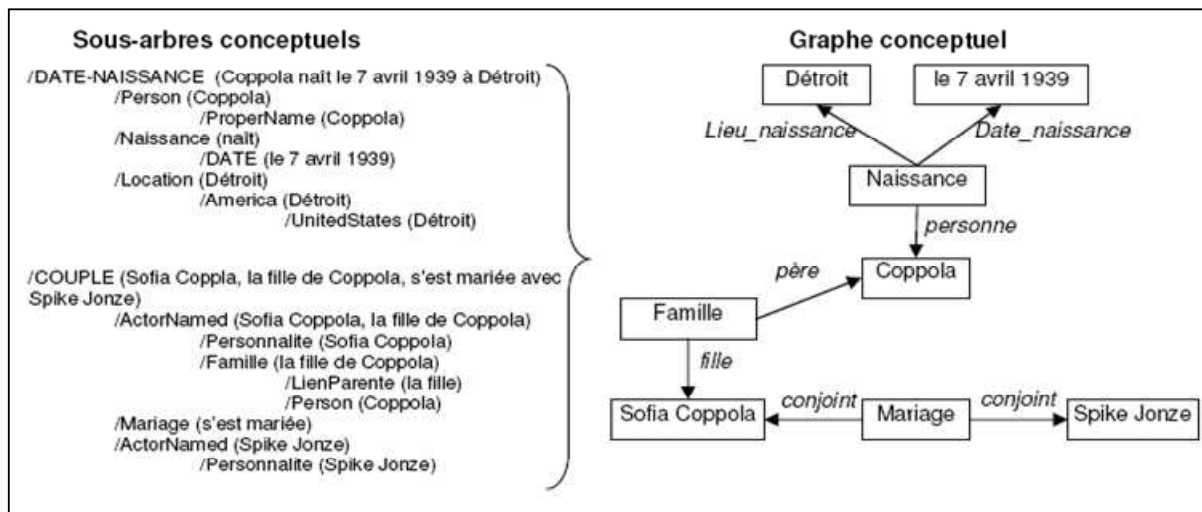 Sous-arbres conceptuels
/DATE-NAISSANCE (Coppola naît le 7 avril 1939 à Détroit)
/Person (Coppola)
/ProperName (Coppola)
/Naissance (naît)
/DATE (le 7 avril 1939)
/Location (Détroit)
/America (Détroit)
/UnitedStates (Détroit)
/COUPLE (Sofia Coppla, la fille de Coppola, s'est mariée avec
Spike Jonze)
/ActorNamed (Sofia Coppola, la fille de Coppola)
/Personnalite (Sofia Coppola)
/Famille (la fille de Coppola)
/LienParente (la fille)
/Person (Coppola)
/Mariage (s'est mariée)
/ActorNamed (Spike Jonze)
/Personnalite (Spike Jonze)
Graphe conceptuel
Détroit
le 7 avril 1939
Lieu_naissance
Date_naissance
Naissance
personne
père
Coppola
Famille
fille
Sofia Coppola
conjoint
Mariage
conjoint
Spike Jonze